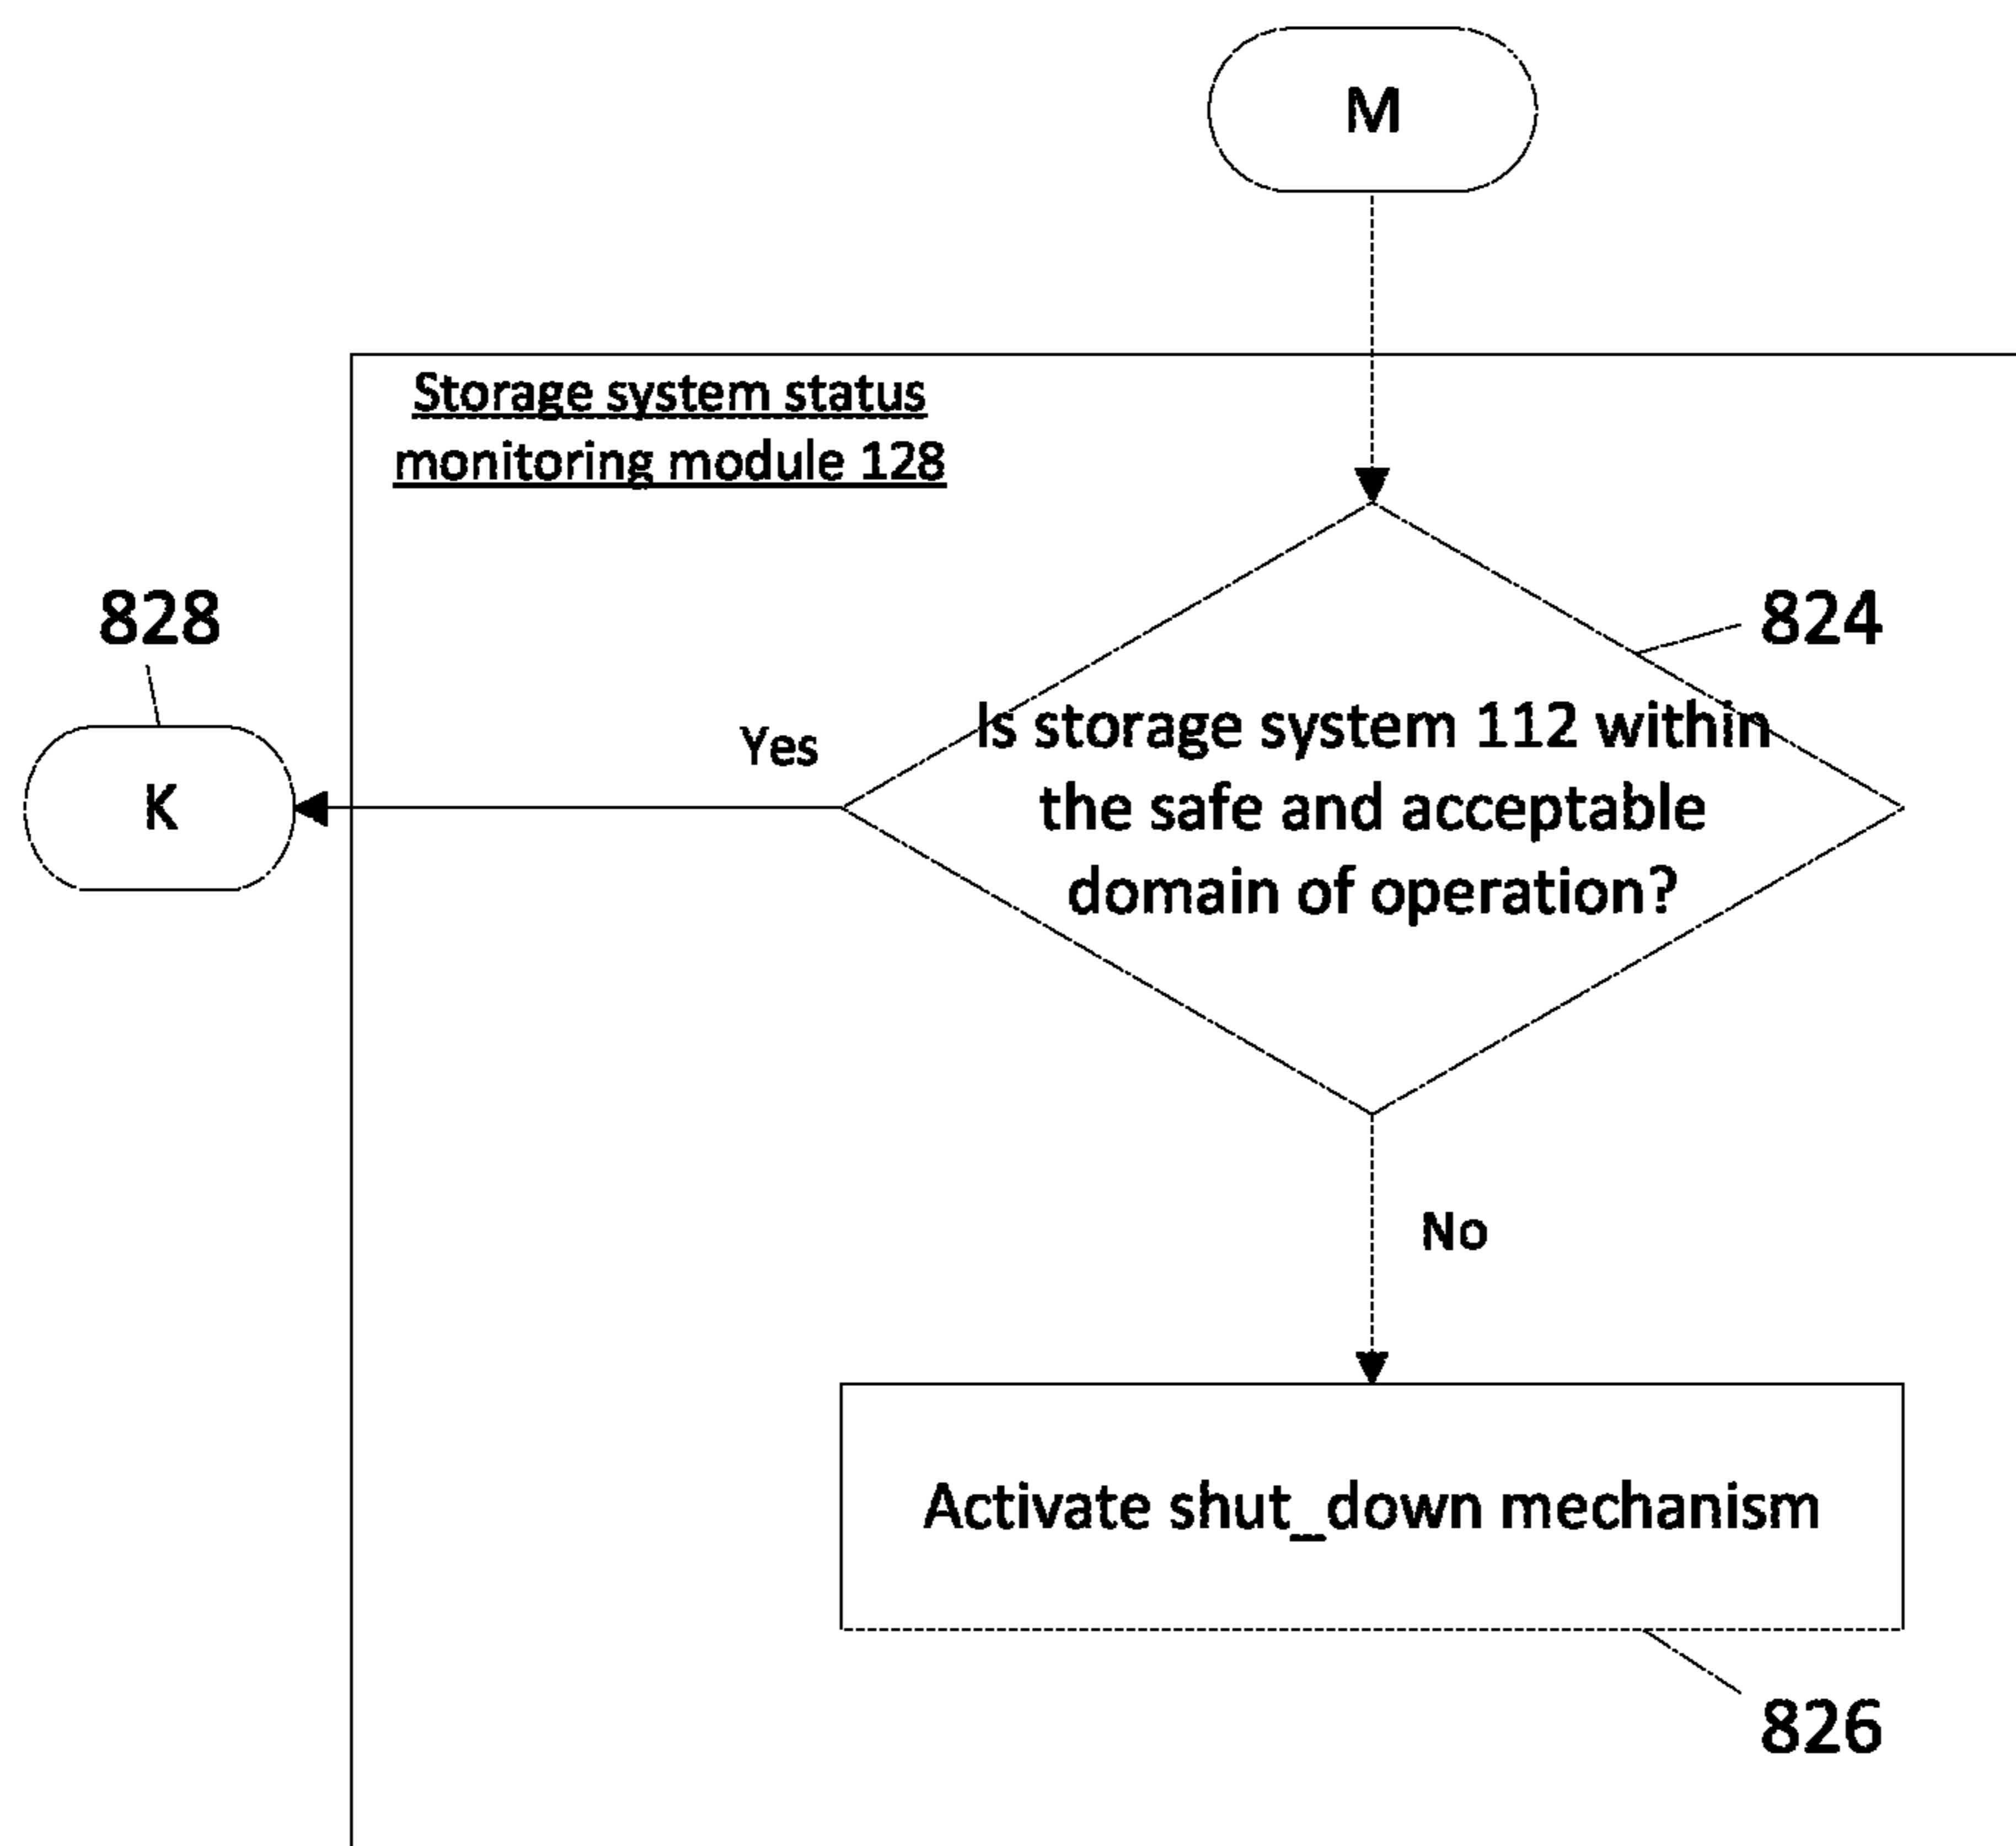 M
Storage system status
monitoring module 128
828
824
Yes
Is storage system 112 within
the safe and acceptable
domain of operation?
K
No
Activate shut_down mechanism
826